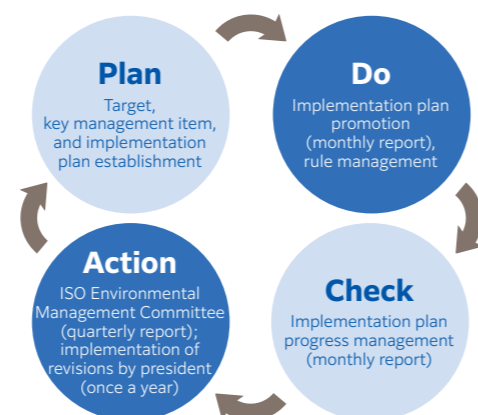 Plan
Target,
key management item,
and implementation
plan establishment
Do
Implementation plan
promotion
(monthly report),
rule management
Check
Implementation plan
progress management
(monthly report)
Action
ISO Environmental
Management Committee
(quarterly report);
implementation of
revisions by president
(once a year)